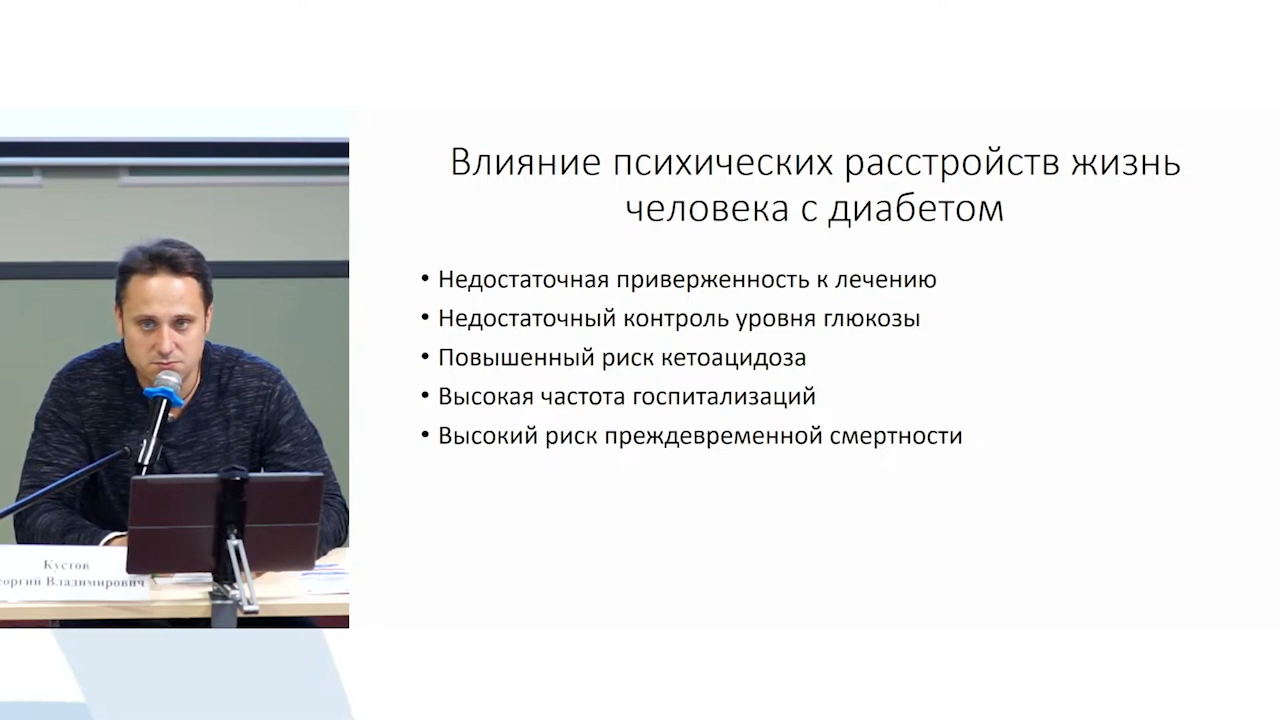 Влияние психических расстройств жизнь
человека с диабетом
• Недостаточная приверженность к лечению
• Недостаточный контроль уровня глюкозы
• Повышенный риск кетоацидоза
• Высокая частота госпитализаций
• Высокий риск преждевременной смертности
Кустов
еоргий Владимирович